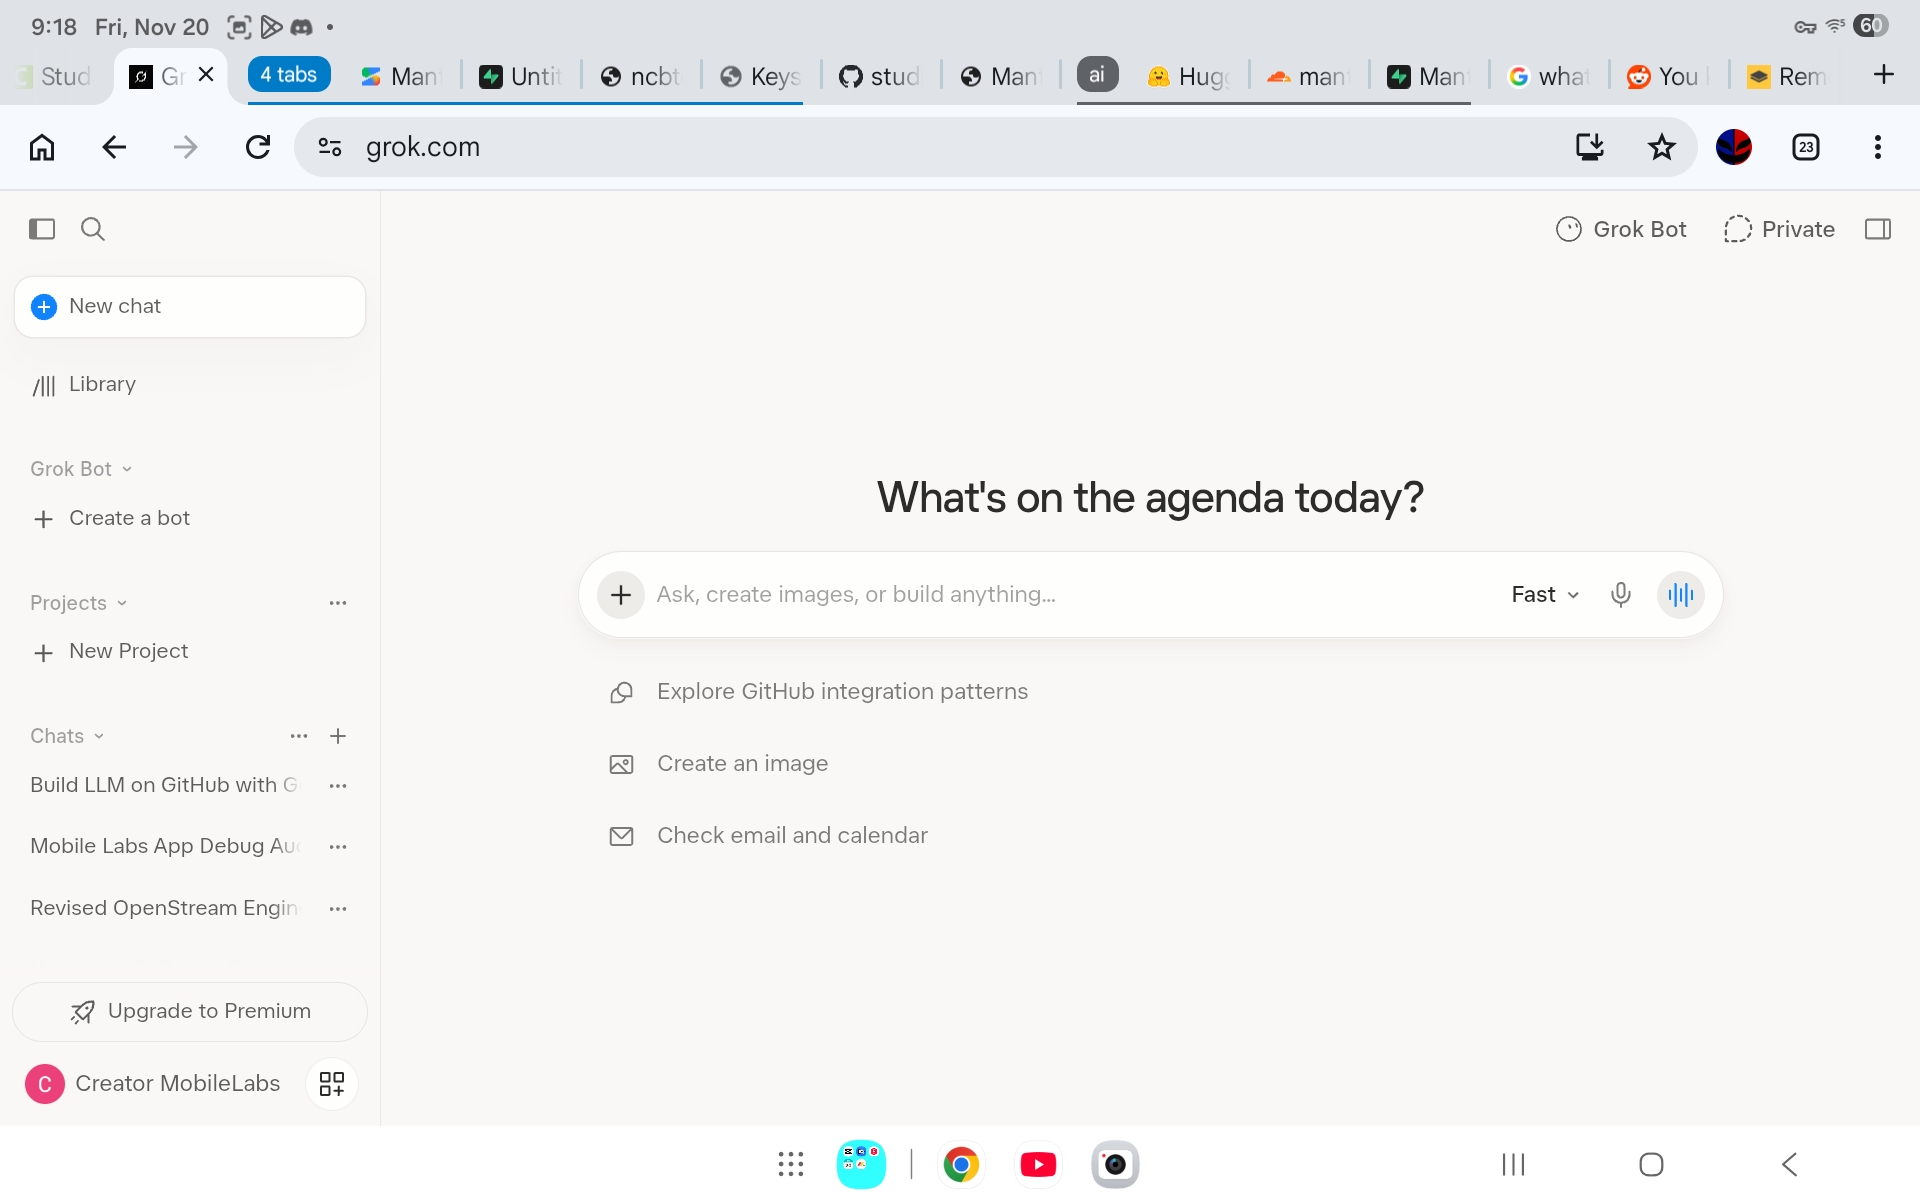 9:18 Fri, Nov 20
60
Stud
Gr
4 tabs
Man
Untit
ncbt
Keys
stud
Man
ai
Hugg
man
Man
what
You
Rem
grok.com
23
Grok Bot
Private
New chat
Library
Grok Bot
Create a bot
Projects
New Project
Chats
Build LLM on GitHub with G
Mobile Labs App Debug Au
Revised OpenStream Engin
Upgrade to Premium
C
Creator MobileLabs
What's on the agenda today?
Ask, create images, or build anything...
Fast
Explore GitHub integration patterns
Create an image
Check email and calendar